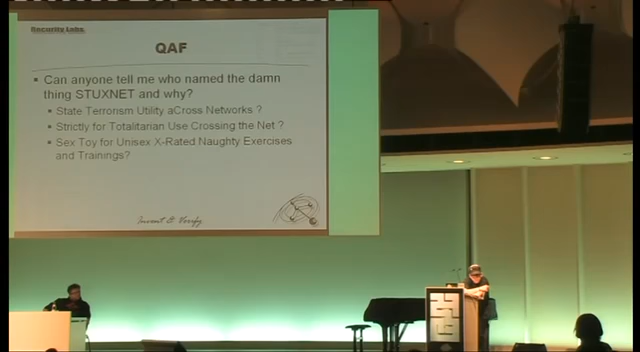 Security Labs
QAF
Can anyone tell me who named the damn
thing STUXNET and why?
State Terrorism Utility aCross Networks ?
Strictly for Totalitarian Use Crossing the Net ?
Sex Toy for Unisex X-Rated Naughty Exercises
and Trainings?
Invent & Verify